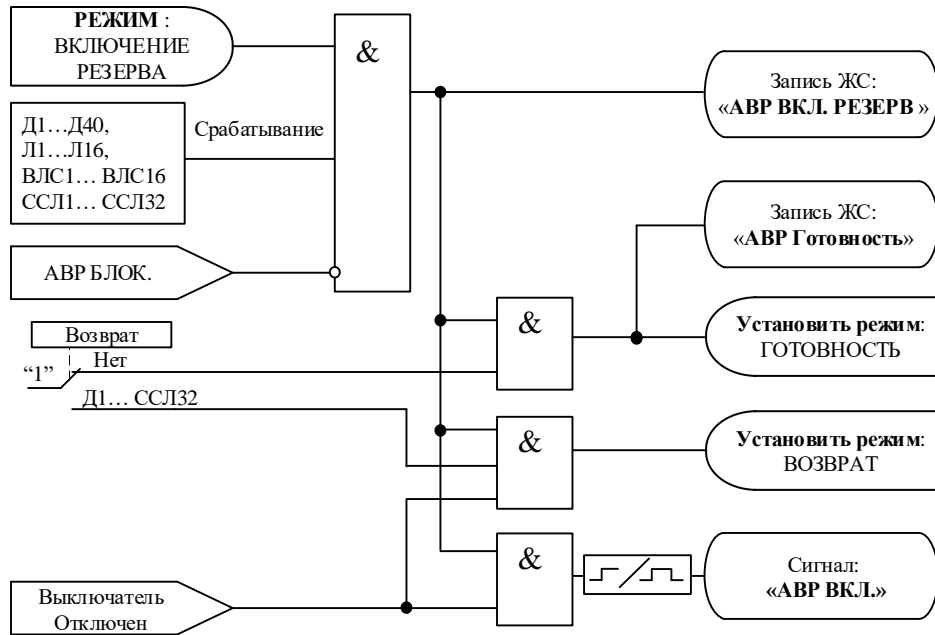 РЕЖИМ :
ВКЛЮЧЕНИЕ
РЕЗЕРВА
&
Запись ЖС:
«АВР ВКЛ. РЕЗЕРВ »
Д1…Д40,
Л1…Л16,
ВЛС1… ВЛС16
ССЛ1… ССЛ32
Срабатывание
Запись ЖС:
«АВР Готовность»
АВР БЛОК.
&
Установить режим:
ГОТОВНОСТЬ
Возврат
“1”
Нет
Д1… ССЛ32
&
Установить режим:
ВОЗВРАТ
&
Сигнал:
«АВР ВКЛ.»
Выключатель
Отключен